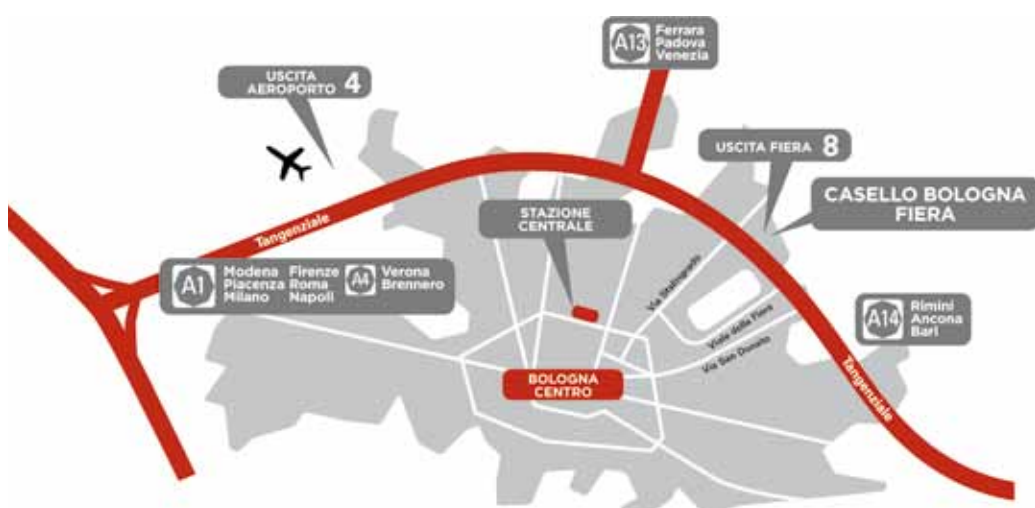 A13
Ferrara
Padova
Venezia
USCITA
AEROPORTO 4
USCITA FIERA 8
CASELLO BOLOGNA
FIERA
STAZIONE
CENTRALE
Tangenziale
A1
Modena Firenze
Piacenza Roma
Milano Napoli
A4
Verona
Brennero
Via Stalingrado
Viale della Fiera
Via San Donato
A14
Rimini
Ancona
Bari
BOLOGNA
CENTRO
Tangenziale